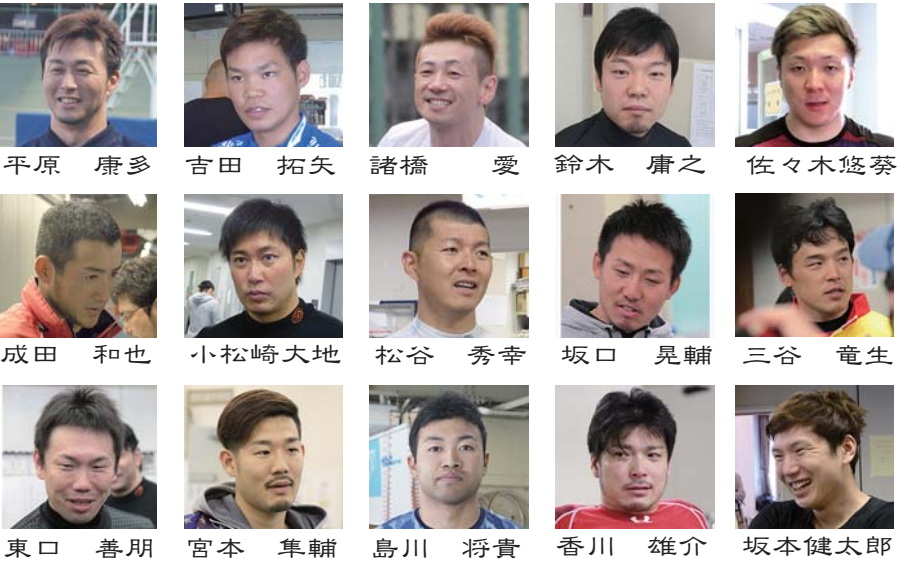 平原　康多　吉田　拓矢　諸橋　　愛　鈴木　庸之　佐々木悠葵
成田　和也　小松崎大地　松谷　秀幸　坂口　晃輔　三谷　竜生
東口　善朋　宮本　隼輔　島川　将貴　香川　雄介　坂本健太郎